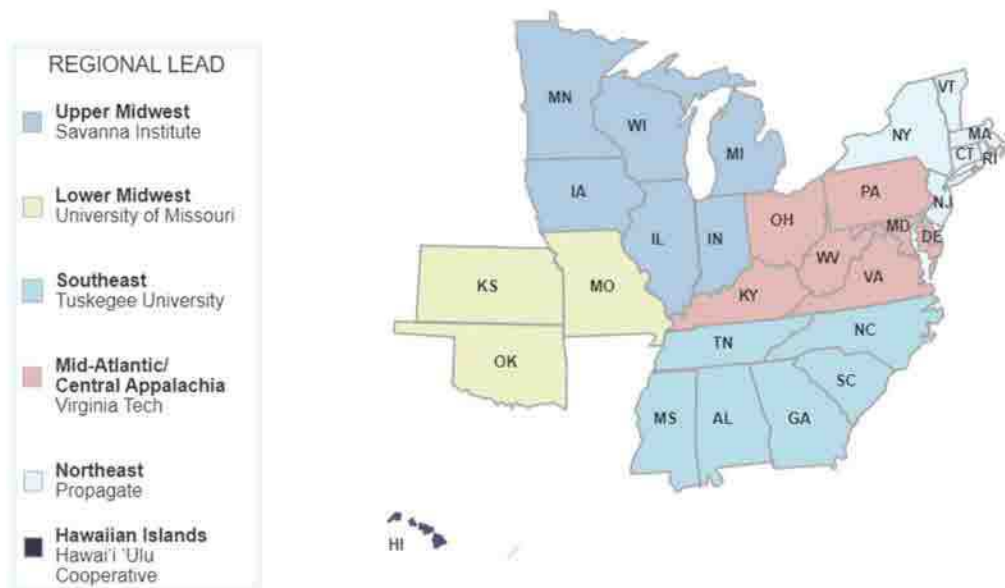 REGIONAL LEAD
Upper Midwest
Savanna Institute
Lower Midwest
University of Missouri
Southeast
Tuskegee University
Mid-Atlantic/
Central Appalachia
Virginia Tech
Northeast
Propagate
Hawaiian Islands
Hawai'i 'Ulu
Cooperative
MN
WI
MI
IA
IL
IN
VT
NY
MA
CT
RI
PA
NJ
OH
MD
DE
WV
VA
KY
KS
MO
OK
TN
NC
SC
MS
AL
GA
HI